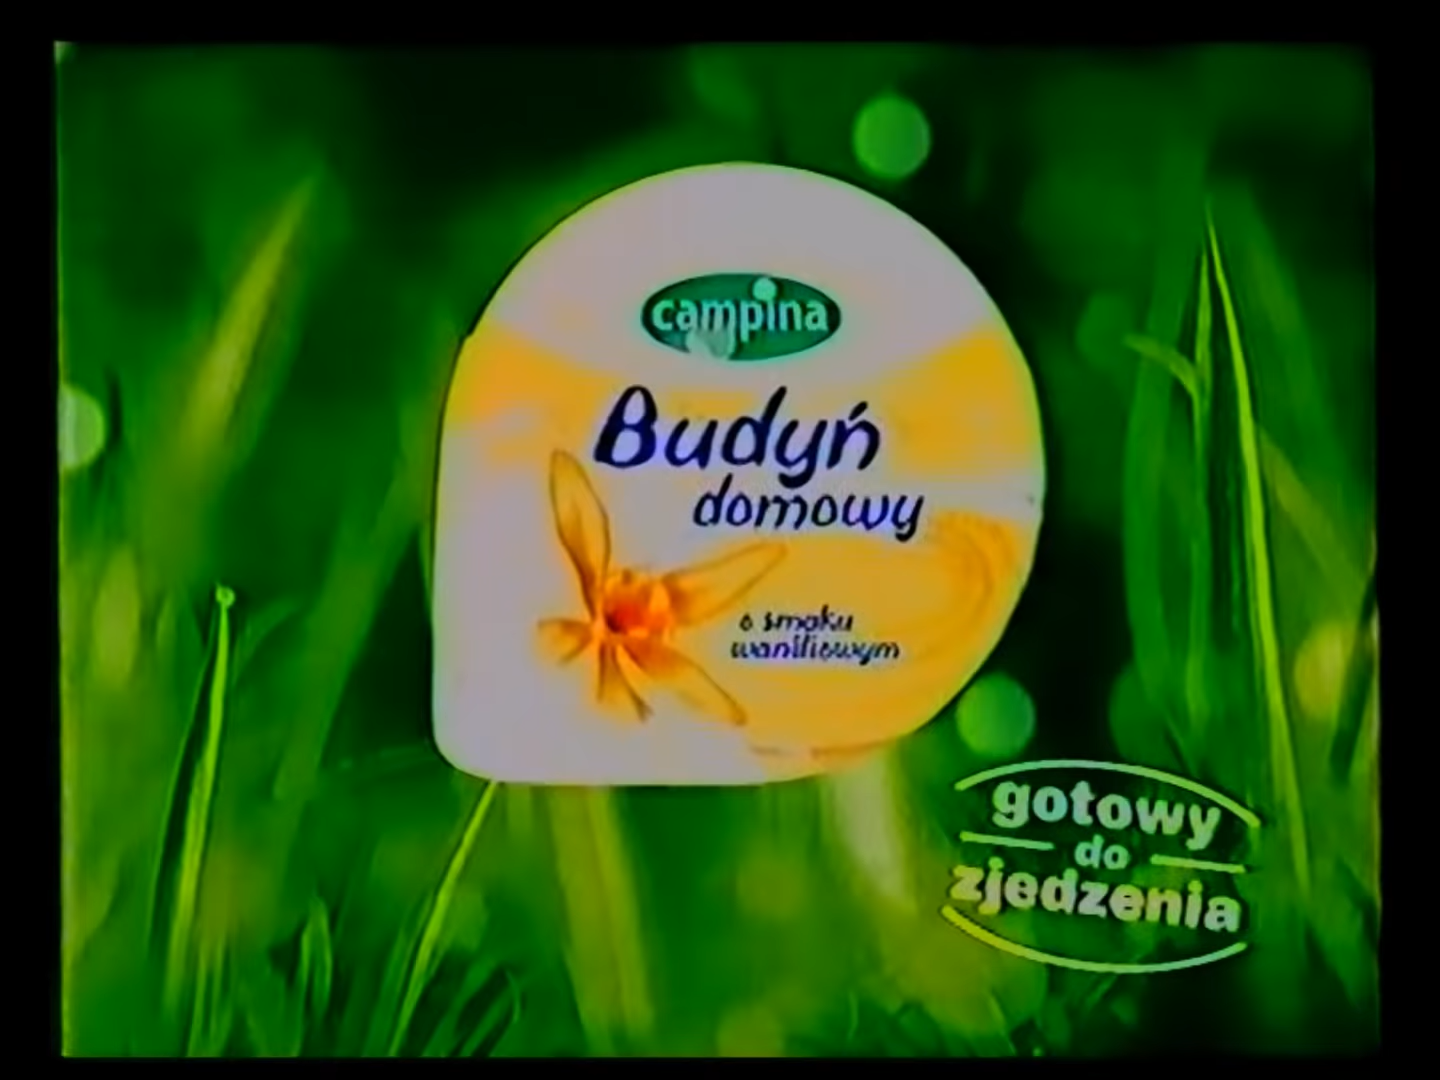 campina
Budyń
domowy
o smaku
waniliowym
gotowy
do
zjedzenia